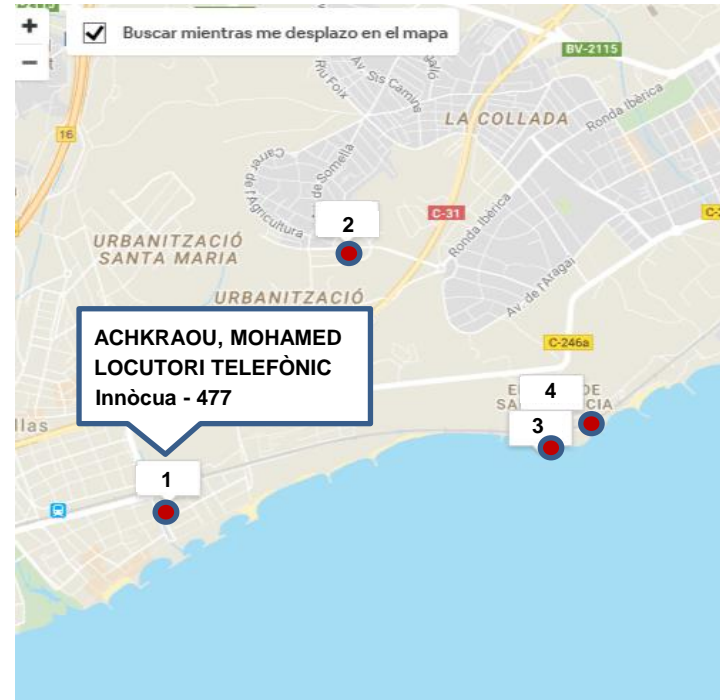 +
Buscar mientras me desplazo en el mapa
−
BV-2115
Av. Sis Camins
Riu Foix
LA COLLADA
Ronda Ibèrica
16
Carrer de l'Agricultura
de Somella
C-31
2
Ronda Ibèrica
URBANITZACIÓ
SANTA MARIA
URBANITZACIÓ
Av. de l'Aragai
ACHKRAOU, MOHAMED
LOCUTORI TELEFÒNIC
Innòcua - 477
C-246a
4
3
llas
1